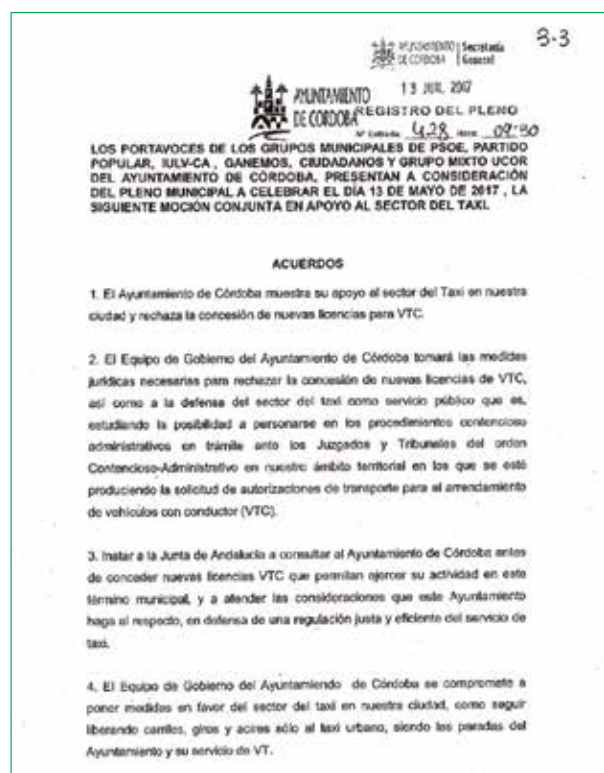 3-3
AYUNTAMIENTO DE CORDOBA Secretaría General
13 JUL. 2017
AYUNTAMIENTO
DE CORDOBA
REGISTRO DEL PLENO
Nº Entrada 428 Hora 09:30
LOS PORTAVOCES DE LOS GRUPOS MUNICIPALES DE PSOE, PARTIDO
POPULAR, IULV-CA , GANEMOS, CIUDADANOS Y GRUPO MIXTO UCOR
DEL AYUNTAMIENTO DE CÓRDOBA, PRESENTAN A CONSIDERACIÓN
DEL PLENO MUNICIPAL A CELEBRAR EL DÍA 13 DE MAYO DE 2017 , LA
SIGUIENTE MOCIÓN CONJUNTA EN APOYO AL SECTOR DEL TAXI.
ACUERDOS
1. El Ayuntamiento de Córdoba muestra su apoyo al sector del Taxi en nuestra
ciudad y rechaza la concesión de nuevas licencias para VTC.
2. El Equipo de Gobierno del Ayuntamiento de Córdoba tomará las medidas
jurídicas necesarias para rechazar la concesión de nuevas licencias de VTC,
así como a la defensa del sector del taxi como servicio público que es,
estudiando la posibilidad a personarse en los procedimientos contencioso
administrativos en trámite ante los Juzgados y Tribunales del orden
Contencioso-Administrativo en nuestro ámbito territorial en los que se esté
produciendo la solicitud de autorizaciones de transporte para el arrendamiento
de vehículos con conductor (VTC).
3. Instar a la Junta de Andalucía a consultar al Ayuntamiento de Córdoba antes
de conceder nuevas licencias VTC que permitan ejercer su actividad en este
término municipal, y a atender las consideraciones que este Ayuntamiento
haga al respecto, en defensa de una regulación justa y eficiente del servicio de
taxi.
4. El Equipo de Gobierno del Ayuntamiendo de Córdoba se compromete a
poner medidas en favor del sector del taxi en nuestra ciudad, como seguir
liberando carriles, giros y acires sólo al taxi urbano, siendo las paradas del
Ayuntamiento y su servicio de VT.